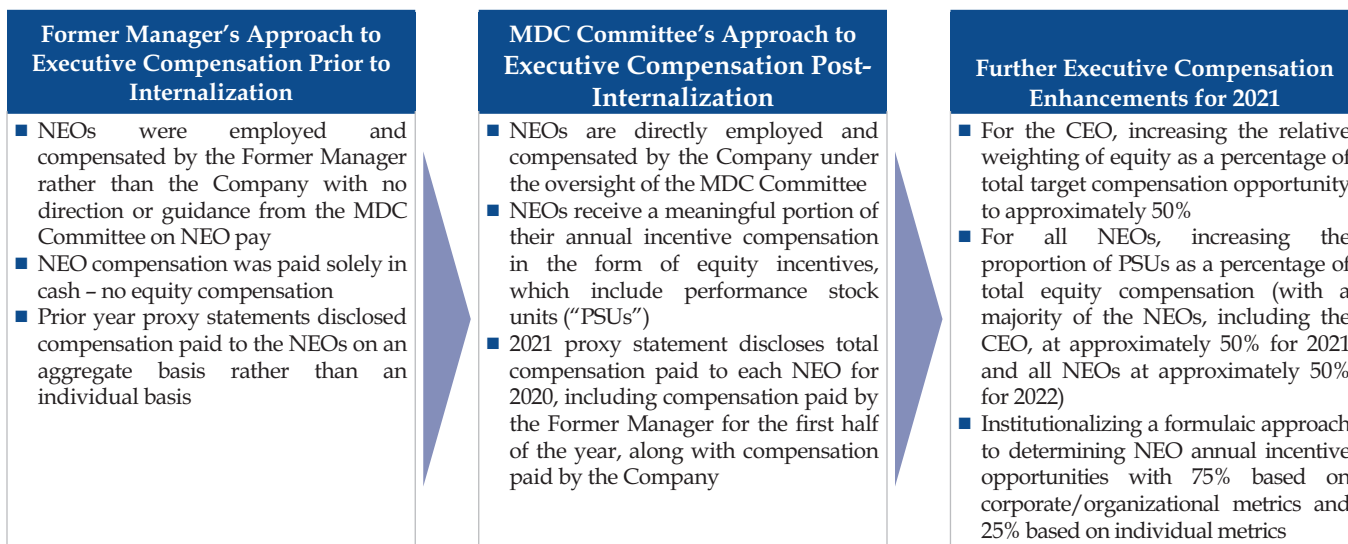 Former Manager's Approach to
Executive Compensation Prior to
Internalization
■ NEOs were employed and
compensated by the Former Manager
rather than the Company with no
direction or guidance from the MDC
Committee on NEO pay
■ NEO compensation was paid solely in
cash – no equity compensation
■ Prior year proxy statements disclosed
compensation paid to the NEOs on an
aggregate basis rather than an
individual basis
MDC Committee's Approach to
Executive Compensation Post-
Internalization
■ NEOs are directly employed and
compensated by the Company under
the oversight of the MDC Committee
■ NEOs receive a meaningful portion of
their annual incentive compensation
in the form of equity incentives,
which include performance stock
units (“PSUs”)
■ 2021 proxy statement discloses total
compensation paid to each NEO for
2020, including compensation paid by
the Former Manager for the first half
of the year, along with compensation
paid by the Company
Further Executive Compensation
Enhancements for 2021
■ For the CEO, increasing the relative
weighting of equity as a percentage of
total target compensation opportunity
to approximately 50%
■ For all NEOs, increasing the
proportion of PSUs as a percentage of
total equity compensation (with a
majority of the NEOs, including the
CEO, at approximately 50% for 2021
and all NEOs at approximately 50%
for 2022)
■ Institutionalizing a formulaic approach
to determining NEO annual incentive
opportunities with 75% based on
corporate/organizational metrics and
25% based on individual metrics